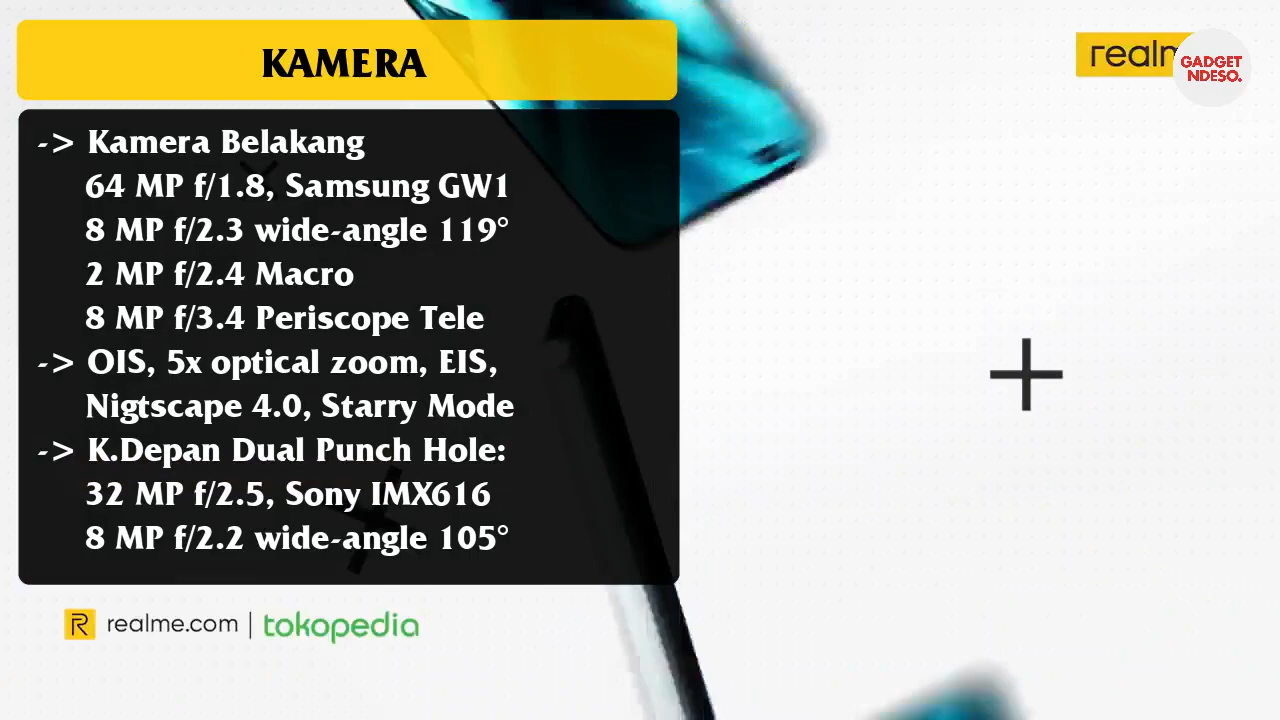 KAMERA
-> Kamera Belakang
64 MP f/1.8, Samsung GW1
8 MP f/2.3 wide-angle 119°
2 MP f/2.4 Macro
8 MP f/3.4 Periscope Tele
-> OIS, 5x optical zoom, EIS,
Nigtscape 4.0, Starry Mode
-> K.Depan Dual Punch Hole:
32 MP f/2.5, Sony IMX616
8 MP f/2.2 wide-angle 105°
R realme.com | tokopedia
realm
GADGET
NDESO.